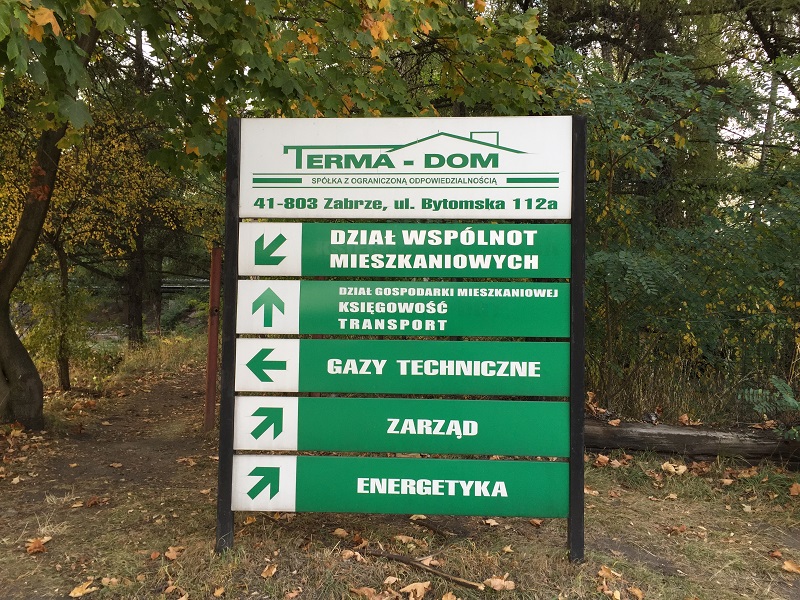 TERMA - DOM
SPÓŁKA Z OGRANICZONĄ ODPOWIEDZIALNOŚCIĄ
41-803 Zabrze, ul. Bytomska 112a
DZIAŁ WSPÓLNOT
MIESZKANIOWYCH
DZIAŁ GOSPODARKI MIESZKANIOWEJ
KSIĘGOWOŚĆ
TRANSPORT
GAZY TECHNICZNE
ZARZĄD
ENERGETYKA